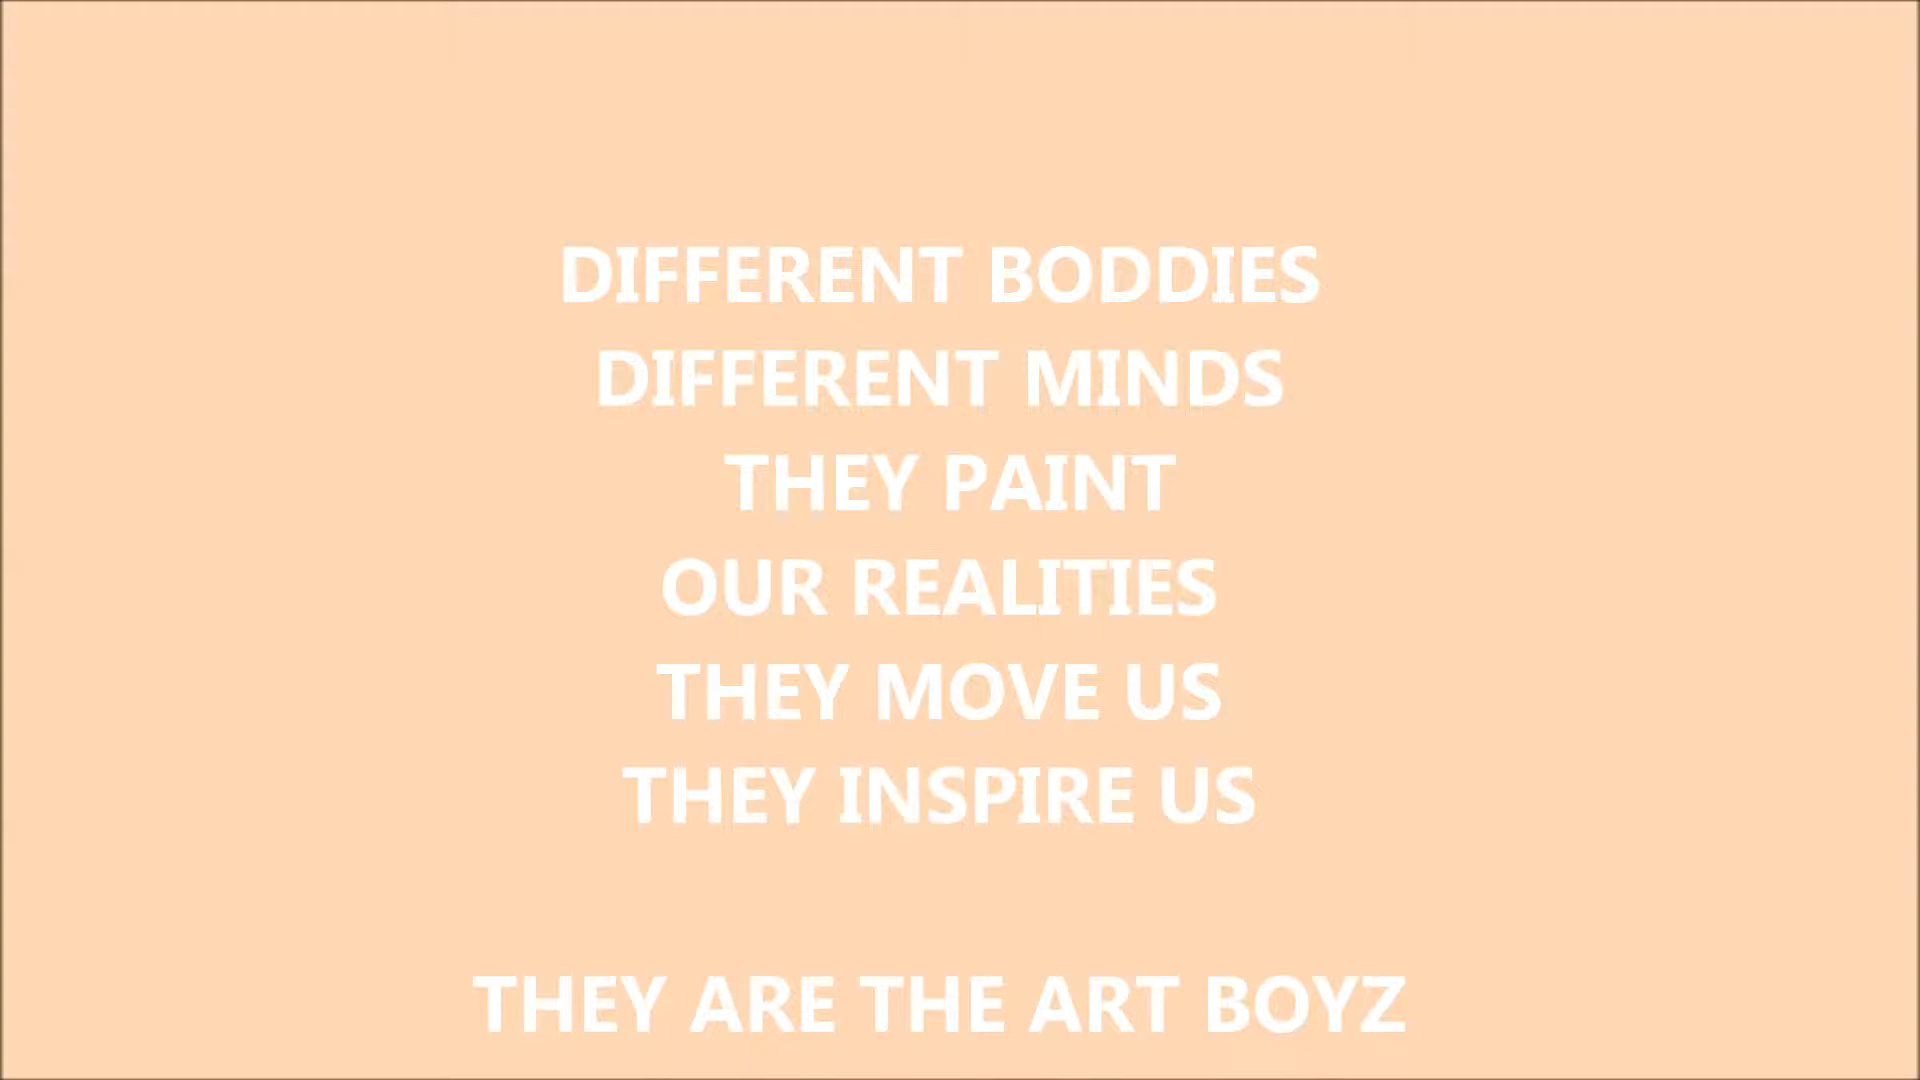 DIFFERENT BODDIES
DIFFERENT MINDS
THEY PAINT
OUR REALITIES
THEY MOVE US
THEY INSPIRE US
THEY ARE THE ART BOYZ